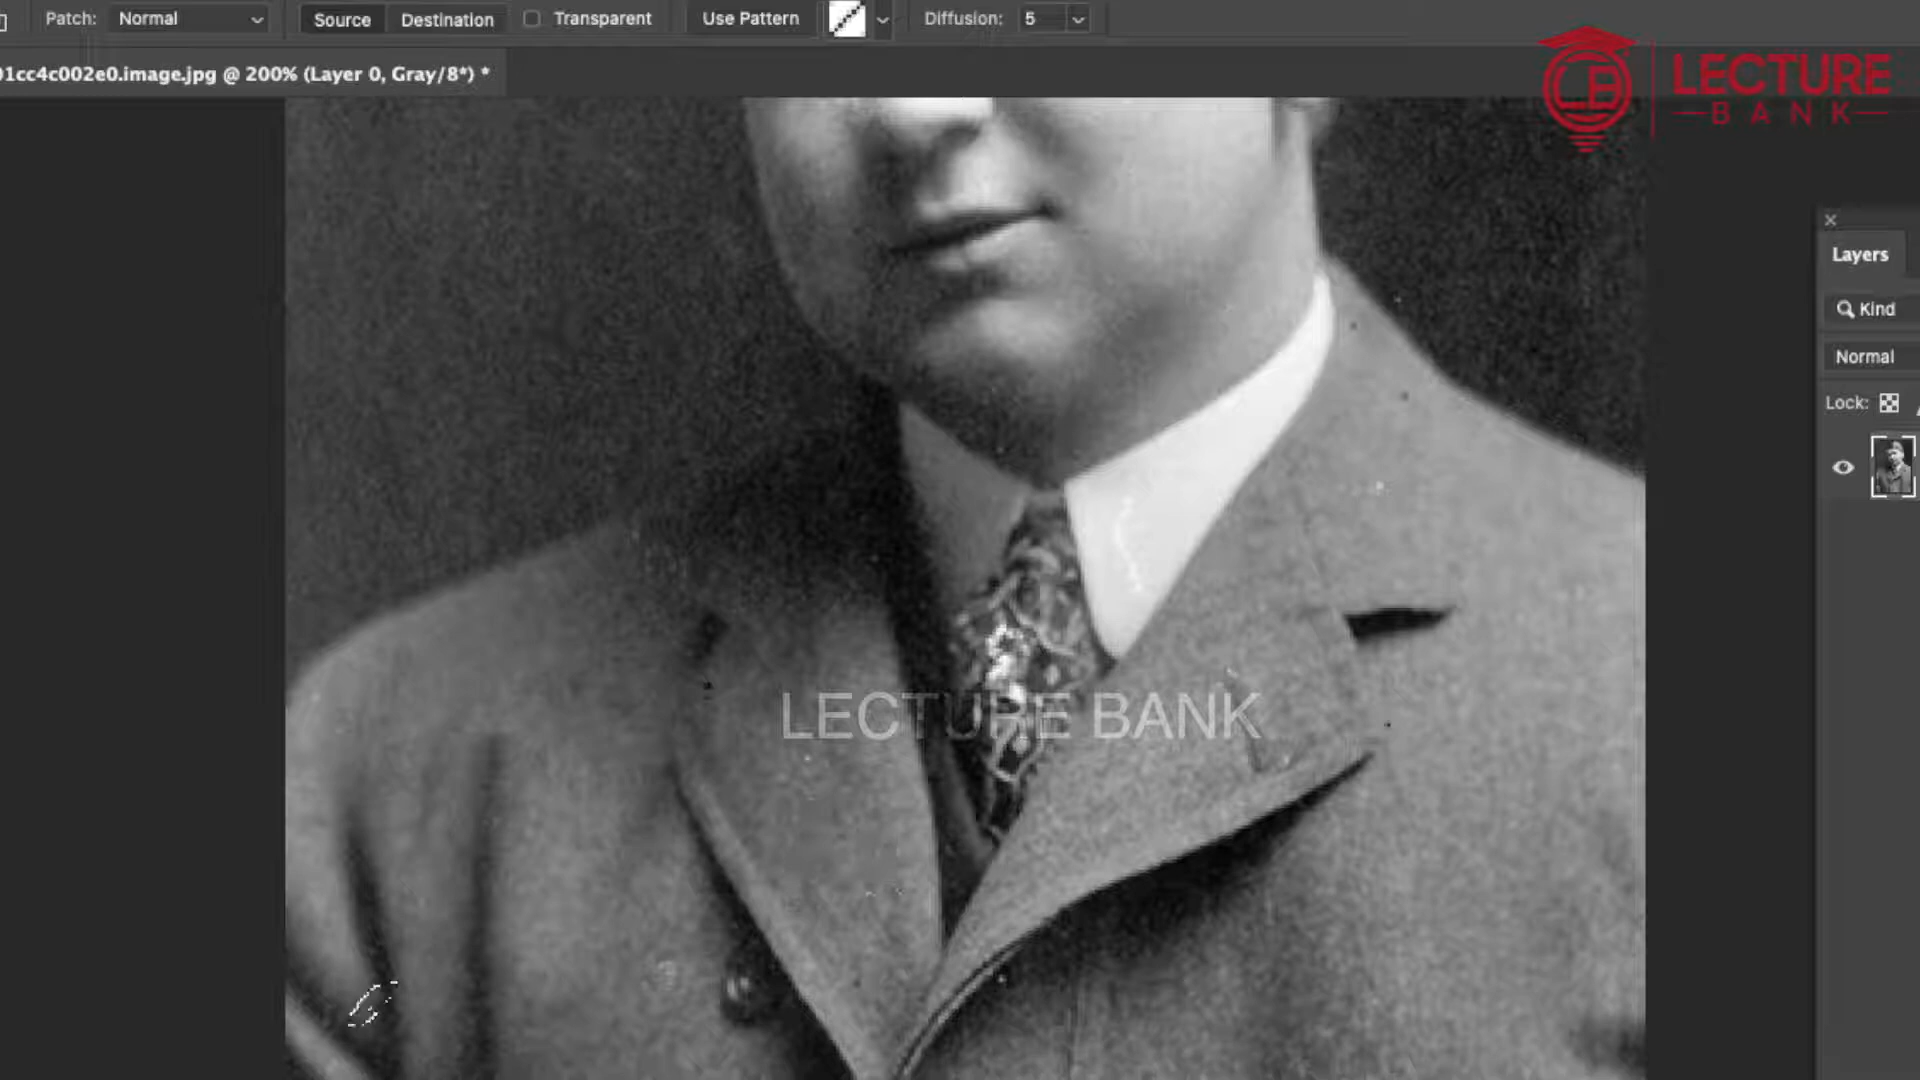 Patch: Normal Source Destination Transparent Use Pattern Diffusion: 5
01cc4c002e0.image.jpg @ 200% (Layer 0, Gray/8*) *
LECTURE
BANK
Layers
Kind
Normal
Lock:
LECTURE BANK